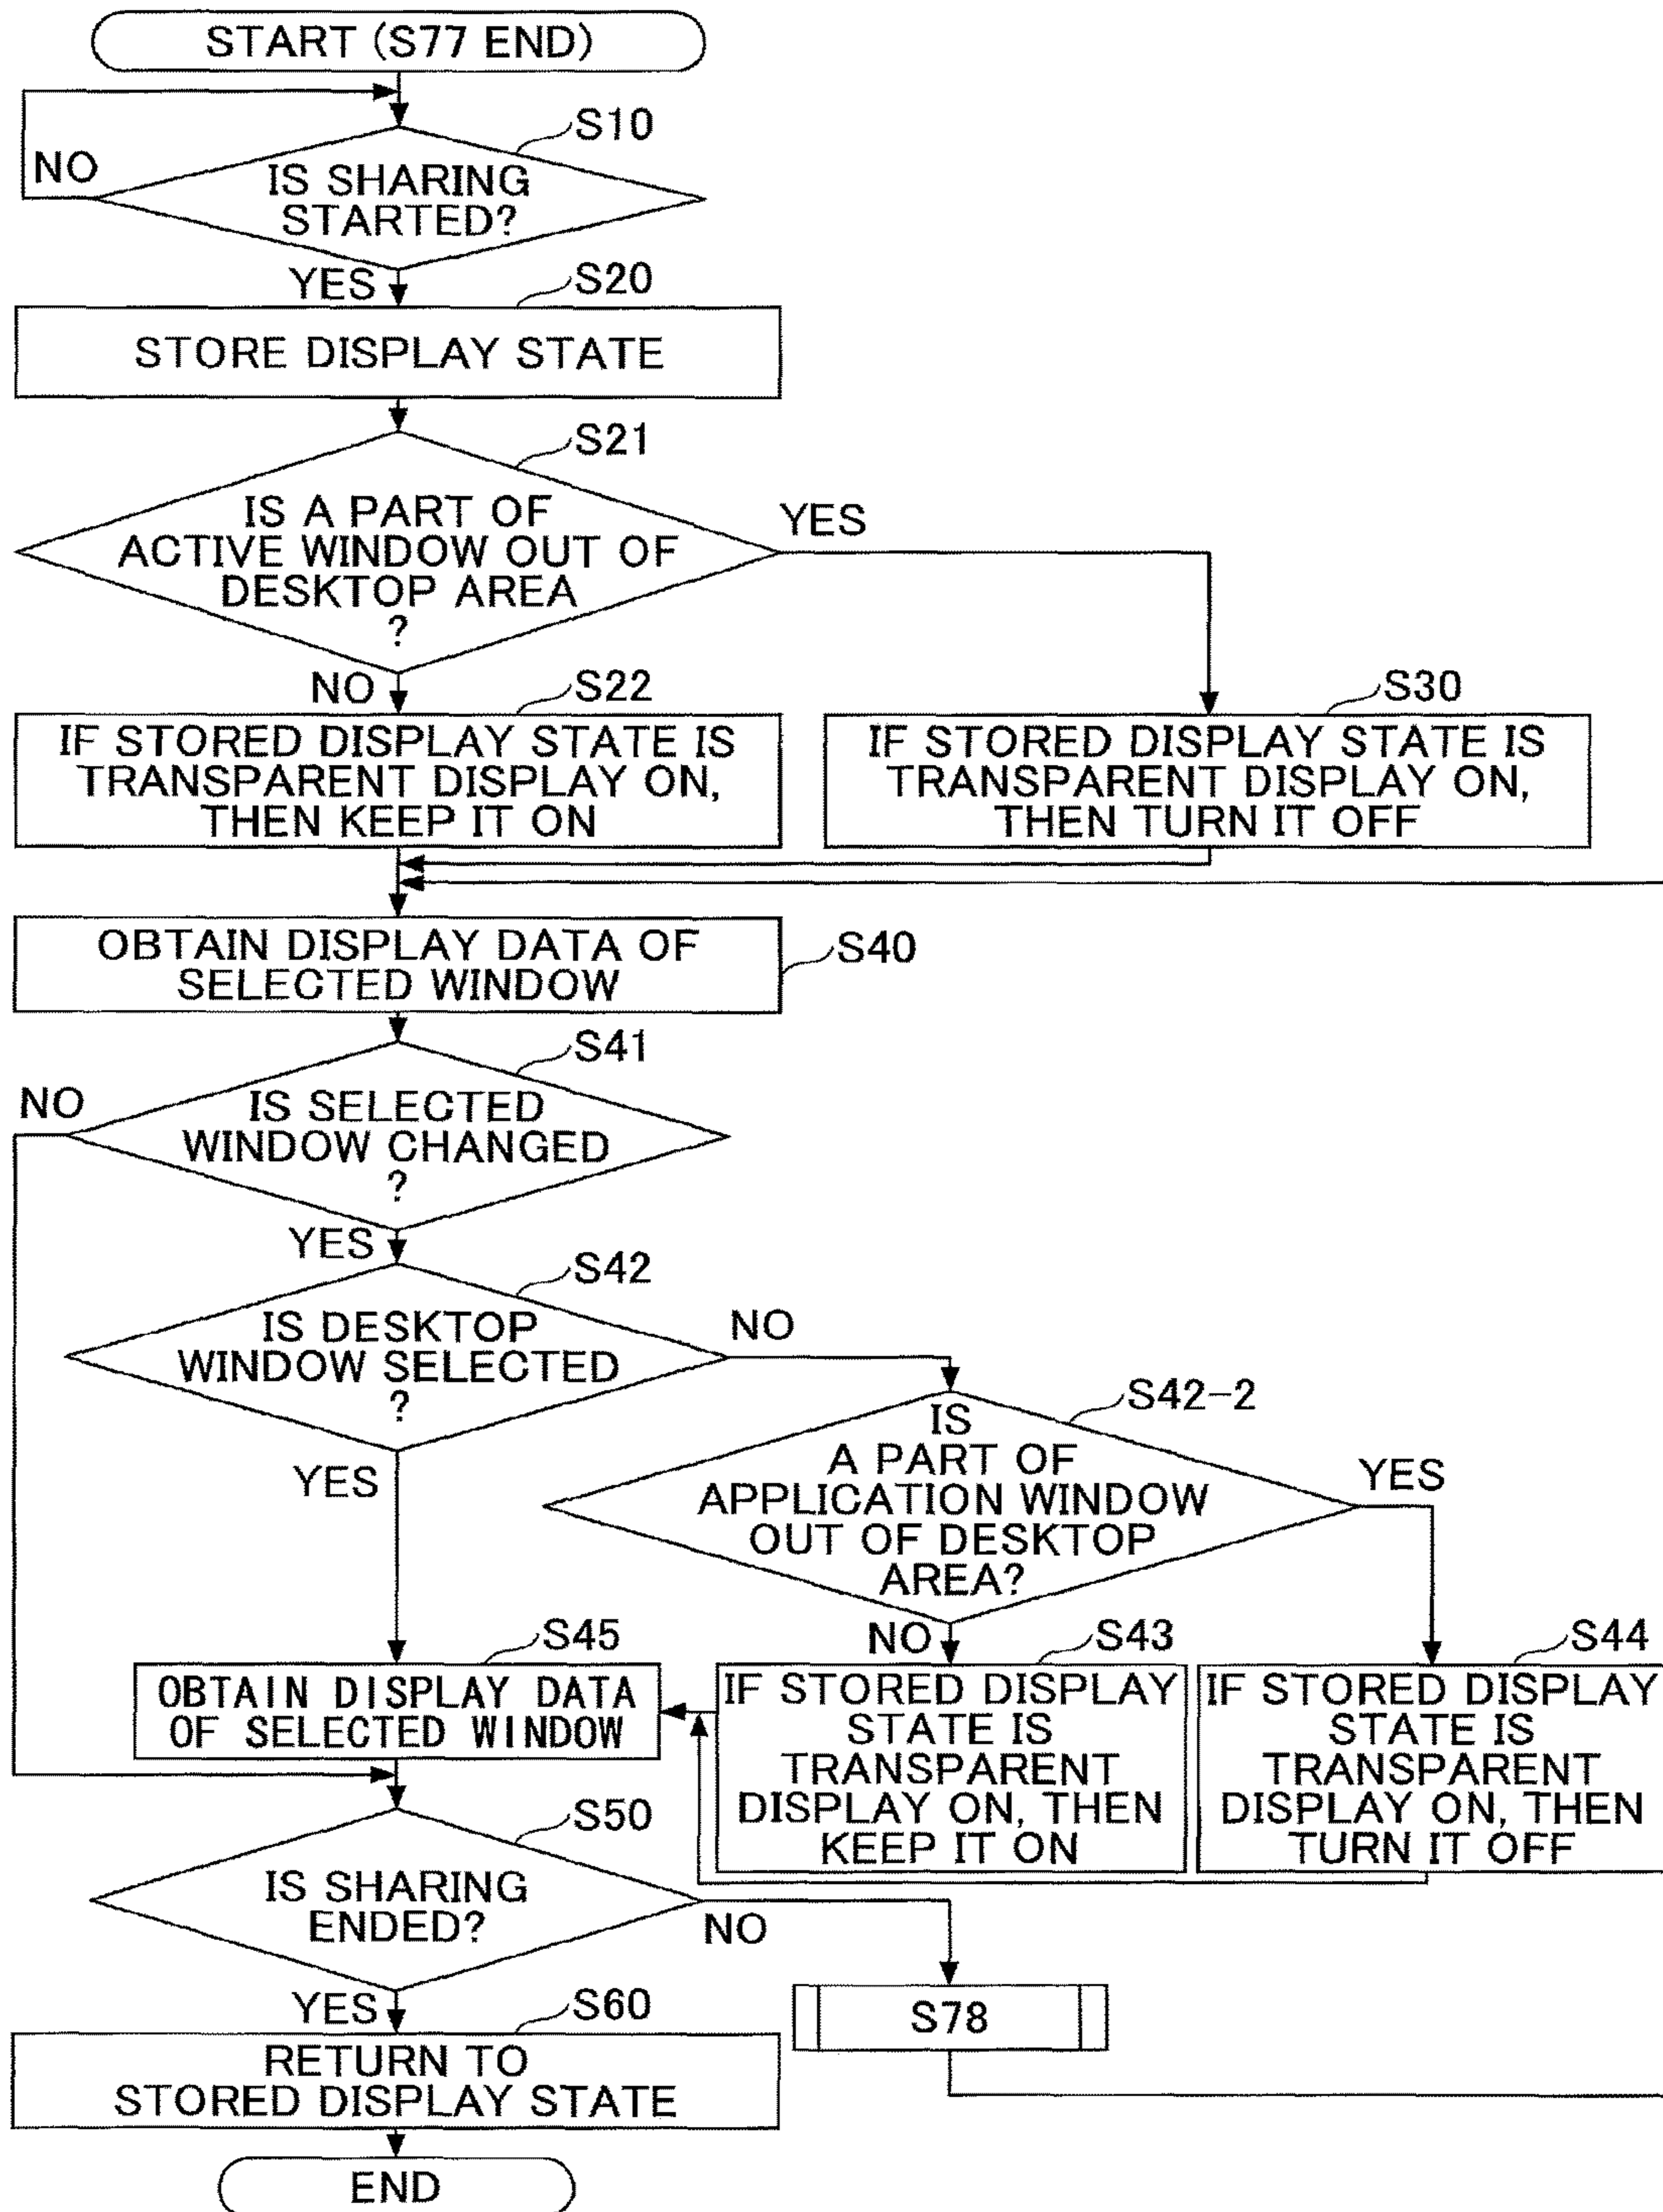 START (S77 END)
S10
NO
IS SHARING
STARTED?
YES
S20
STORE DISPLAY STATE
S21
IS A PART OF
ACTIVE WINDOW OUT OF
DESKTOP AREA
?
YES
NO
S22
S30
IF STORED DISPLAY STATE IS
TRANSPARENT DISPLAY ON,
THEN KEEP IT ON
IF STORED DISPLAY STATE IS
TRANSPARENT DISPLAY ON,
THEN TURN IT OFF
OBTAIN DISPLAY DATA OF
SELECTED WINDOW
S40
S41
NO
IS SELECTED
WINDOW CHANGED
?
YES
S42
IS DESKTOP
WINDOW SELECTED
?
NO
YES
S42-2
IS
A PART OF
APPLICATION WINDOW
OUT OF DESKTOP
AREA?
YES
NO
S45
S43
S44
OBTAIN DISPLAY DATA
OF SELECTED WINDOW
IF STORED DISPLAY
STATE IS
TRANSPARENT
DISPLAY ON, THEN
KEEP IT ON
IF STORED DISPLAY
STATE IS
TRANSPARENT
DISPLAY ON, THEN
TURN IT OFF
S50
IS SHARING
ENDED?
NO
YES
S78
S60
RETURN TO
STORED DISPLAY STATE
END